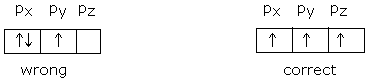 px py pz px py pz
↑↓ ↑ ↑ ↑ ↑
wrong correct